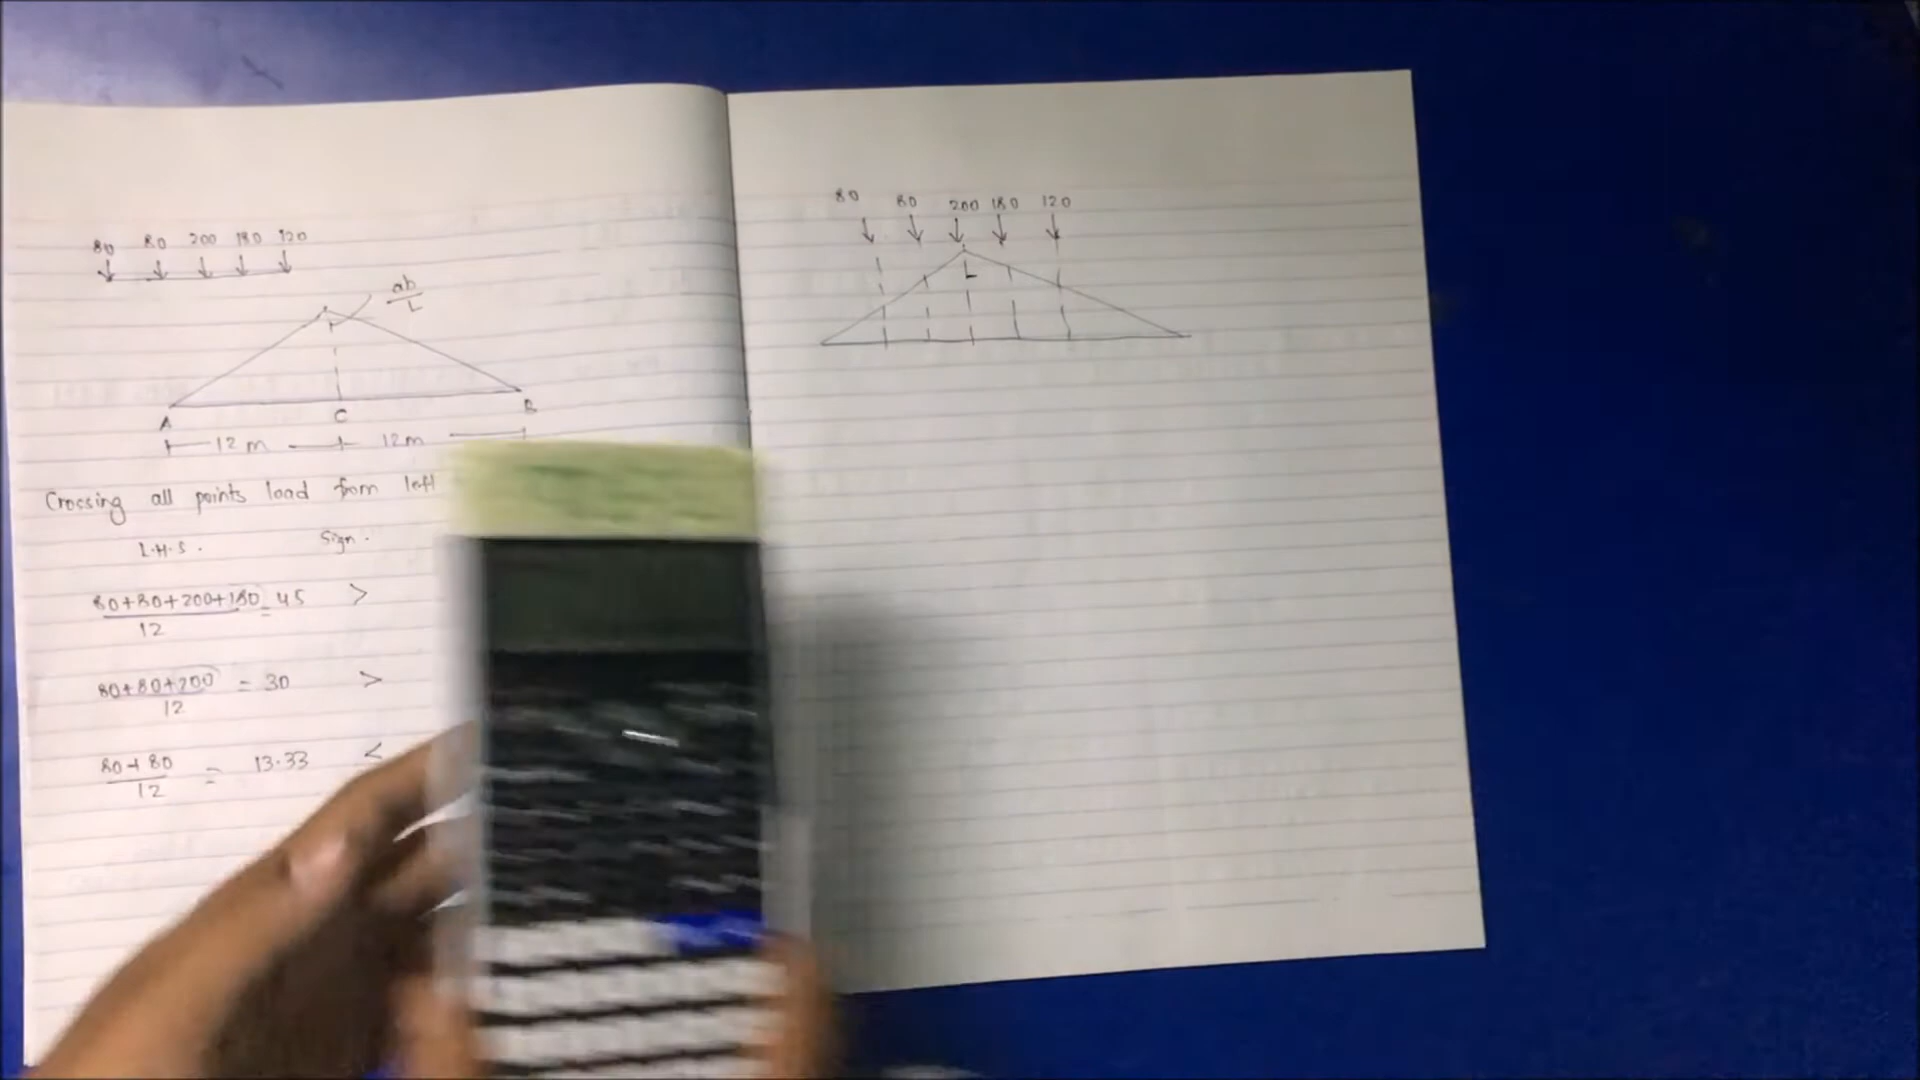 80 80 200 180 120
ab
L
A C B
12 m 12m
Crossing all points load from left
L.H.S. Sign.
80+80+200+180 = 45 >
12
80+80+200 = 30 >
12
80+80 = 13.33 <
12
80 80 200 180 120